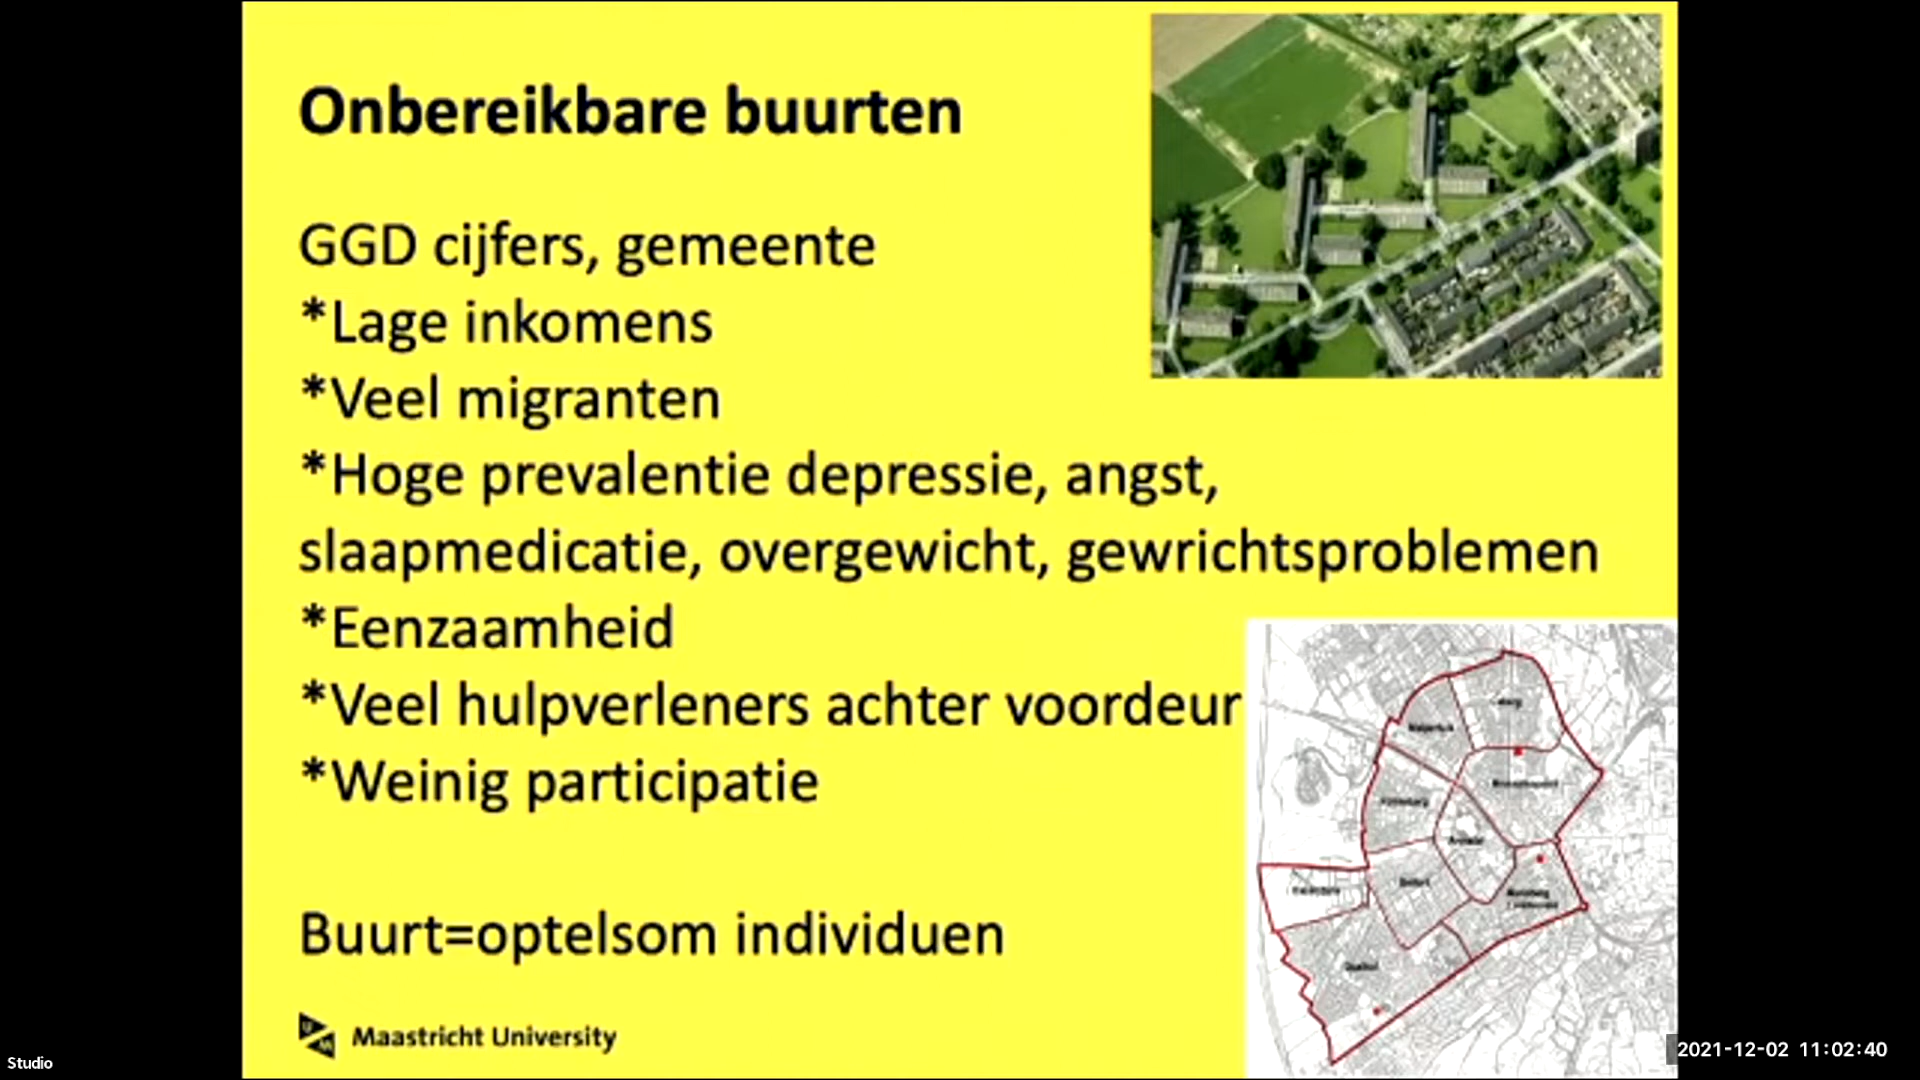 Onbereikbare buurten
GGD cijfers, gemeente
*Lage inkomens
*Veel migranten
*Hoge prevalentie depressie, angst,
slaapmedicatie, overgewicht, gewrichtsproblemen
*Eenzaamheid
*Veel hulpverleners achter voordeur
*Weinig participatie
Buurt=optelsom individuen
Maastricht University
Studio
2021-12-02 11:02:40